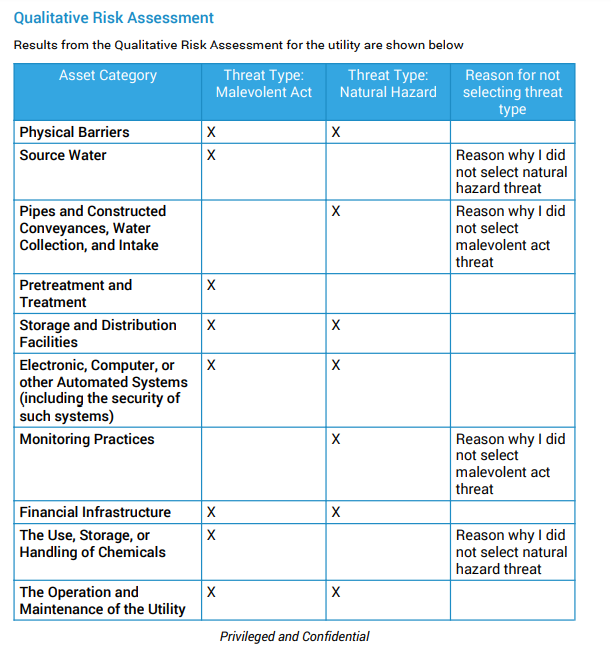 Qualitative Risk Assessment
Results from the Qualitative Risk Assessment for the utility are shown below
Asset Category
Threat Type:
Malevolent Act
Threat Type:
Natural Hazard
Reason for not
selecting threat
type
Physical Barriers
X
X
Source Water
X
Reason why I did
not select natural
hazard threat
Pipes and Constructed
Conveyances, Water
Collection, and Intake
X
Reason why I did
not select
malevolent act
threat
Pretreatment and
Treatment
X
Storage and Distribution
Facilities
X
X
Electronic, Computer, or
other Automated Systems
(including the security of
such systems)
X
X
Monitoring Practices
X
Reason why I did
not select
malevolent act
threat
Financial Infrastructure
X
X
The Use, Storage, or
Handling of Chemicals
X
Reason why I did
not select natural
hazard threat
The Operation and
Maintenance of the Utility
X
X
Privileged and Confidential